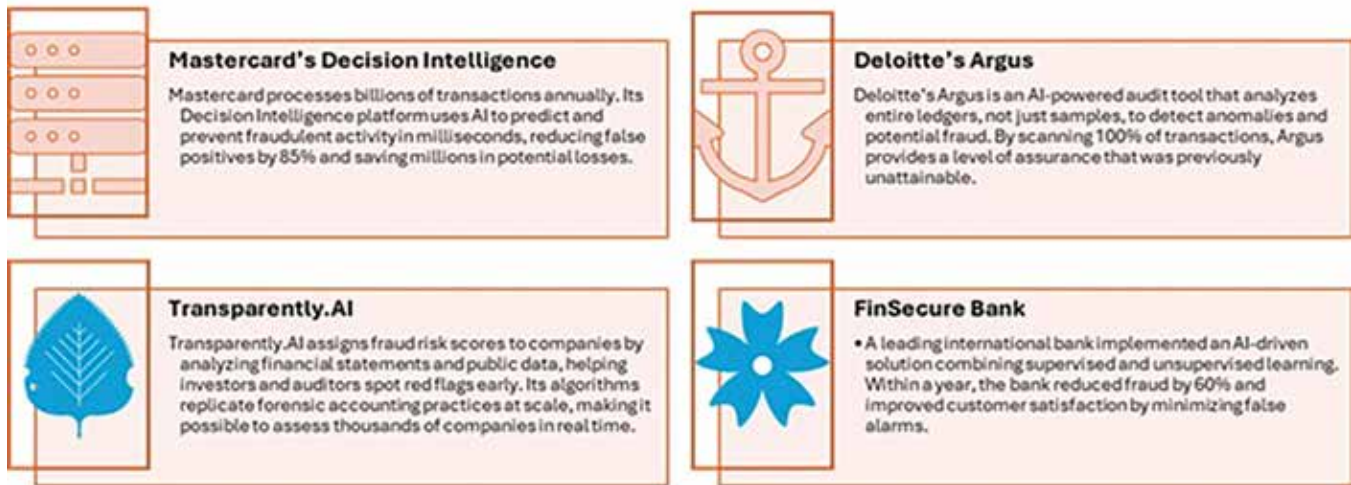 Mastercard's Decision Intelligence
Mastercard processes billions of transactions annually. Its
Decision Intelligence platform uses AI to predict and
prevent fraudulent activity in milliseconds, reducing false
positives by 85% and saving millions in potential losses.
Deloitte's Argus
Deloitte's Argus is an AI-powered audit tool that analyzes
entire ledgers, not just samples, to detect anomalies and
potential fraud. By scanning 100% of transactions, Argus
provides a level of assurance that was previously
unattainable.
Transparently.AI
Transparently.AI assigns fraud risk scores to companies by
analyzing financial statements and public data, helping
investors and auditors spot red flags early. Its algorithms
replicate forensic accounting practices at scale, making it
possible to assess thousands of companies in real time.
FinSecure Bank
• A leading international bank implemented an AI-driven
solution combining supervised and unsupervised learning.
Within a year, the bank reduced fraud by 60% and
improved customer satisfaction by minimizing false
alarms.